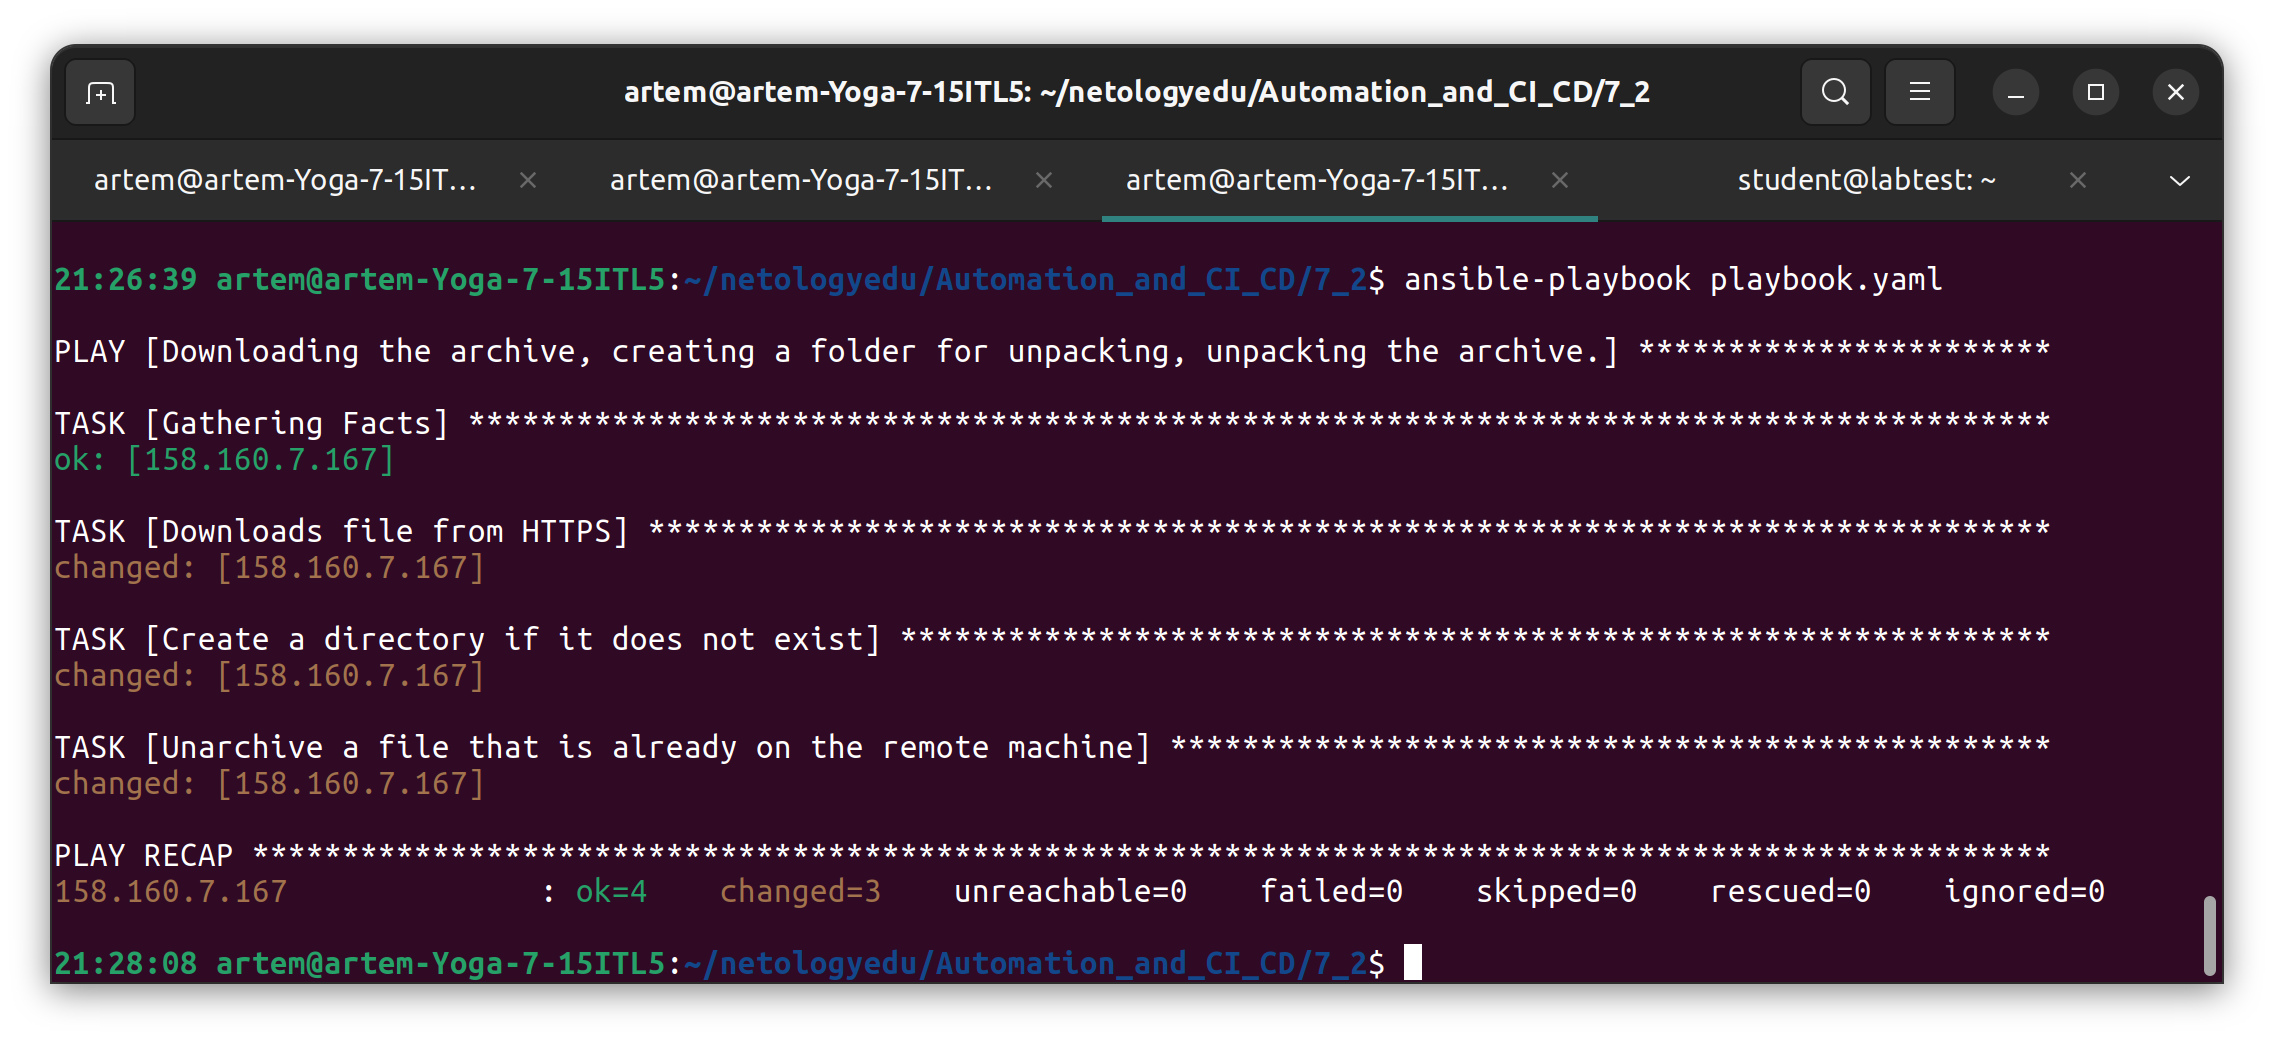 artem@artem-Yoga-7-15ITL5: ~/netologyedu/Automation_and_CI_CD/7_2
artem@artem-Yoga-7-15IT... artem@artem-Yoga-7-15IT... artem@artem-Yoga-7-15IT... student@labtest: ~
21:26:39 artem@artem-Yoga-7-15ITL5:~/netologyedu/Automation_and_CI_CD/7_2$ ansible-playbook playbook.yaml
PLAY [Downloading the archive, creating a folder for unpacking, unpacking the archive.] ***********************
TASK [Gathering Facts] ****************************************************************************************
ok: [158.160.7.167]
TASK [Downloads file from HTTPS] ******************************************************************************
changed: [158.160.7.167]
TASK [Create a directory if it does not exist] ****************************************************************
changed: [158.160.7.167]
TASK [Unarchive a file that is already on the remote machine] *************************************************
changed: [158.160.7.167]
PLAY RECAP ****************************************************************************************************
158.160.7.167              : ok=4    changed=3    unreachable=0    failed=0    skipped=0    rescued=0    ignored=0
21:28:08 artem@artem-Yoga-7-15ITL5:~/netologyedu/Automation_and_CI_CD/7_2$